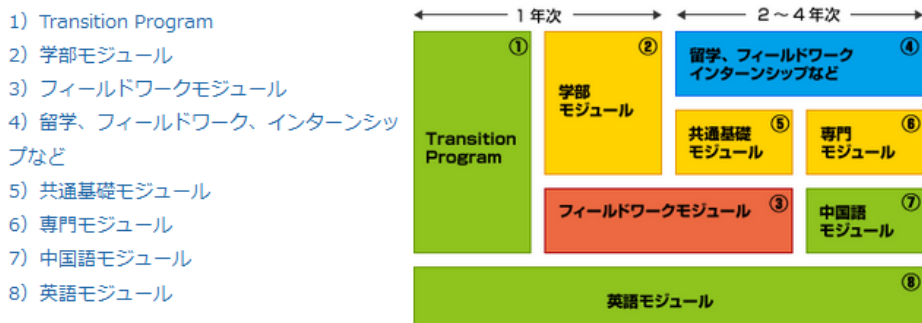 1）Transition Program
2）学部モジュール
3）フィールドワークモジュール
4）留学、フィールドワーク、インターンシッ
プなど
5）共通基礎モジュール
6）専門モジュール
7）中国語モジュール
8）英語モジュール
1年次
2～4年次
①
Transition
Program
②
学部
モジュール
④
留学、フィールドワーク
インターンシップなど
⑤
共通基礎
モジュール
⑥
専門
モジュール
③
フィールドワークモジュール
⑦
中国語
モジュール
⑧
英語モジュール